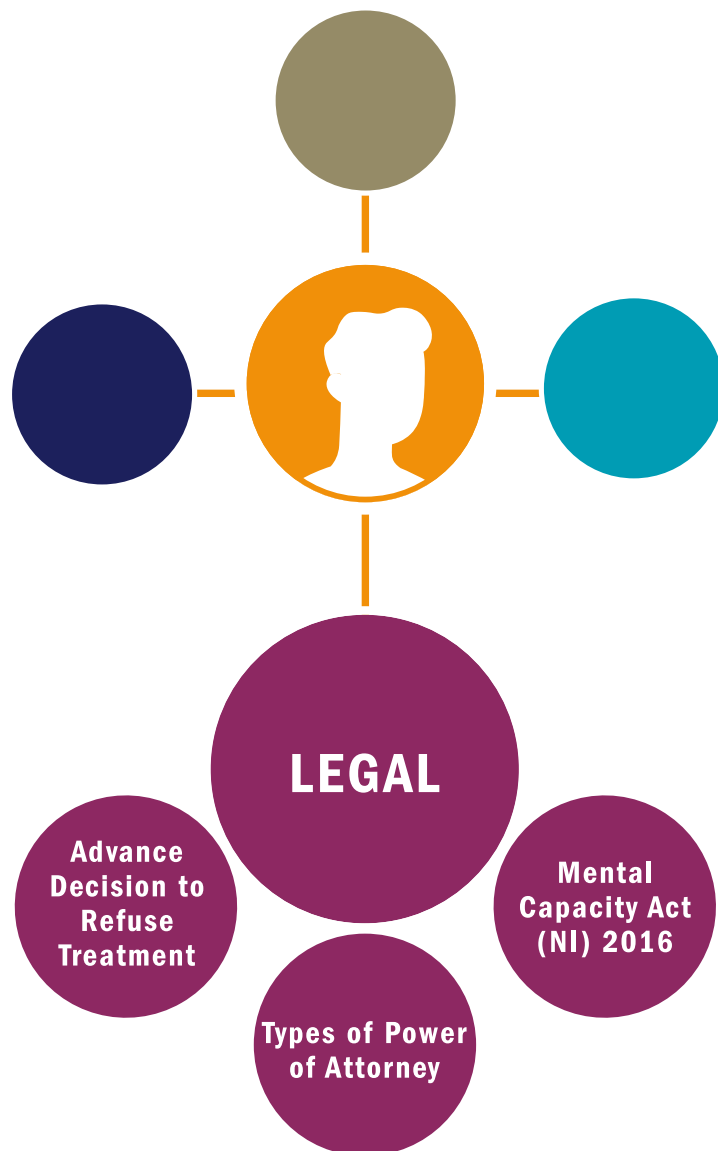 LEGAL
Advance
Decision to
Refuse
Treatment
Mental
Capacity Act
(NI) 2016
Types of Power
of Attorney